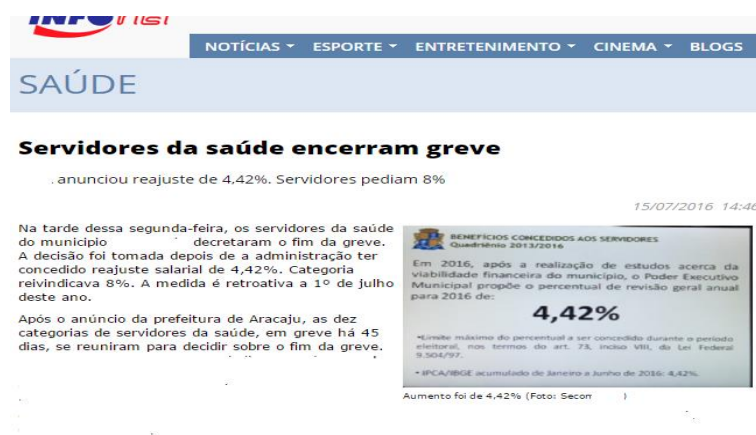 INFONET
NOTÍCIAS ESPORTE ENTRETENIMENTO CINEMA BLOGS
SAÚDE
Servidores da saúde encerram greve
. anunciou reajuste de 4,42%. Servidores pediam 8%
15/07/2016 14:46
Na tarde dessa segunda-feira, os servidores da saúde
do municipio decretaram o fim da greve.
A decisão foi tomada depois de a administração ter
concedido reajuste salarial de 4,42%. Categoria
reivindicava 8%. A medida é retroativa a 1º de julho
deste ano.
Após o anúncio da prefeitura de Aracaju, as dez
categorias de servidores da saúde, em greve há 45
dias, se reuniram para decidir sobre o fim da greve.
BENEFÍCIOS CONCEDIDOS AOS SERVIDORES
Quadriênio 2013/2016
Em 2016, após a realização de estudos acerca da
viabilidade financeira do município, o Poder Executivo
Municipal propõe o percentual de revisão geral anual
para 2016 de:
4,42%
*Limite máximo do percentual a ser concedido durante o período
eleitoral, nos termos do art. 73, inciso VIII, da Lei Federal
9.504/97.
• IPCA/IBGE acumulado de Janeiro a Junho de 2016: 4,42%.
Aumento foi de 4,42% (Foto: Secom )